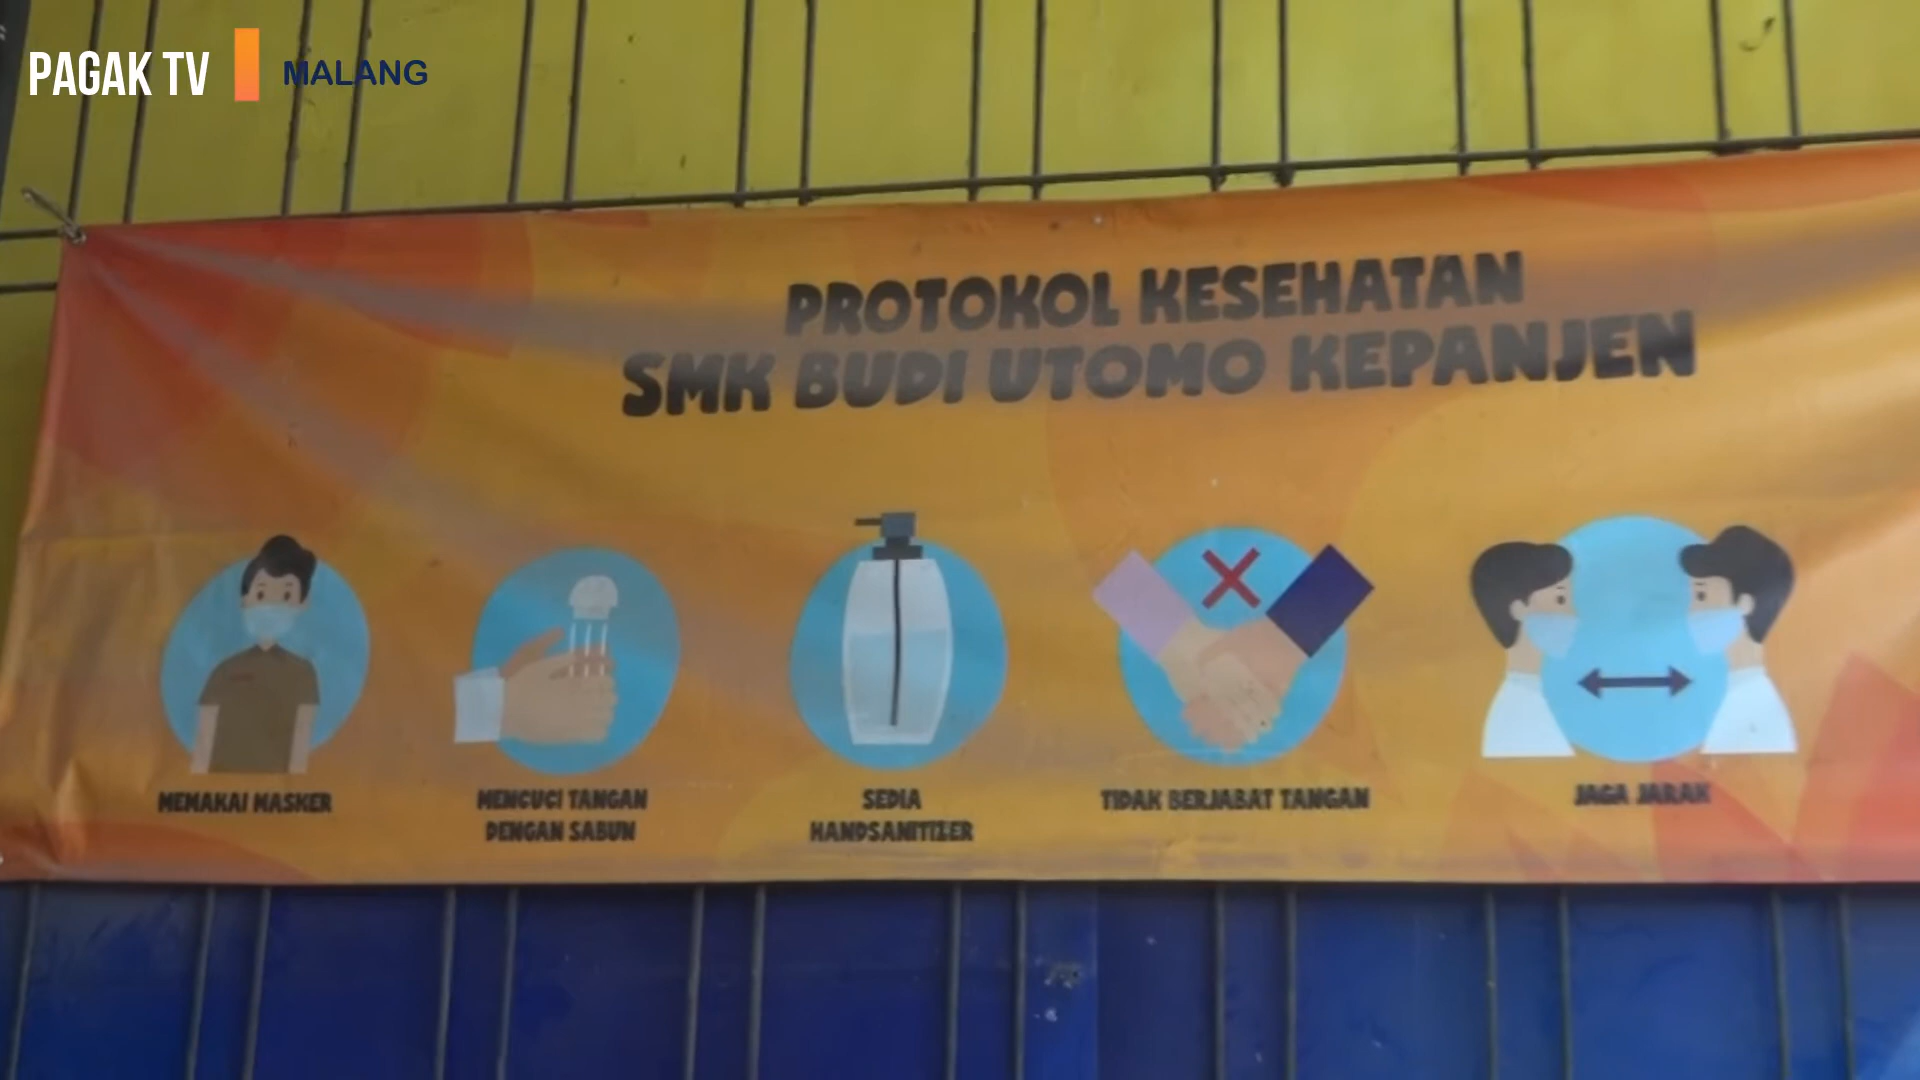 PAGAK TV MALANG
PROTOKOL KESEHATAN
SMK BUDI UTOMO KEPANJEN
MEMAKAI MASKER
MENCUCI TANGAN
DENGAN SABUN
SEDIA
HANDSANITIZER
TIDAK BERJABAT TANGAN
JAGA JARAK